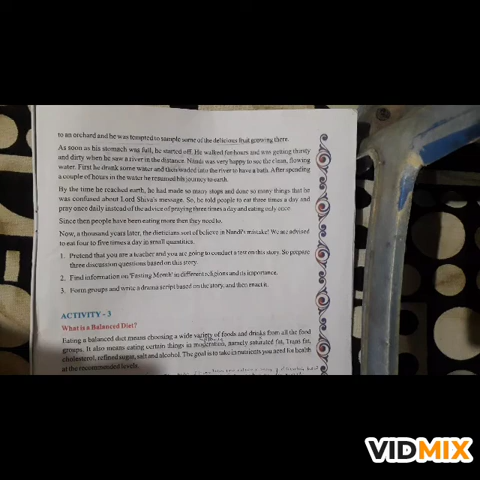 to an orchard and he was tempted to sample some of the delicious fruit growing there.
As soon as his stomach was full, he started off. He walked for hours and was getting thirsty
and dirty when he saw a river in the distance. Nandi was very happy to see the clean, flowing
water. First he drank some water and then waded into the river to have a bath. After spending
a couple of hours in the water he resumed his journey to earth.
By the time he reached earth, he had made so many stops and done so many things that he
was confused about Lord Shiva's message. So, he told people to eat three times a day and
pray once daily instead of the advice of praying three times a day and eating only once.
Since then people have been eating more than they need to.
Now, a thousand years later, the dieticians sort of believe in Nandi's mistake! We are advised
to eat four to five times a day in small quantities.
1. Pretend that you are a teacher and you are going to conduct a test on this story. So prepare
three discussion questions based on this story.
2. Find information on 'Fasting Month' in different religions and its importance.
3. Form groups and write a drama script based on the story, and then enact it.
ACTIVITY - 3
What is a Balanced Diet?
Eating a balanced diet means choosing a wide variety of foods and drinks from all the food
groups. It also means eating certain things in moderation, namely saturated fat, Trans fat,
cholesterol, refined sugar, salt and alcohol. The goal is to take in nutrients you need for health
at the recommended levels.
VIDMIX